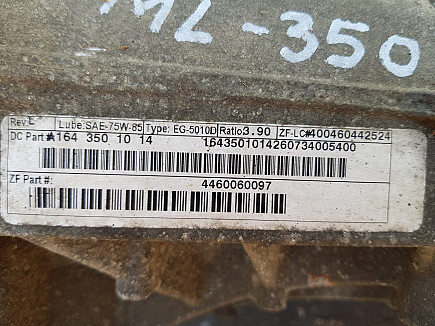 ML-350
Rev: E Lube: SAE-75W-85 Type: EG-5010D Ratio: 3.90 ZF-LC#400460442524
DC Part#A164 350 10 14 1643501014260734005400
ZF Part #: 4460060097